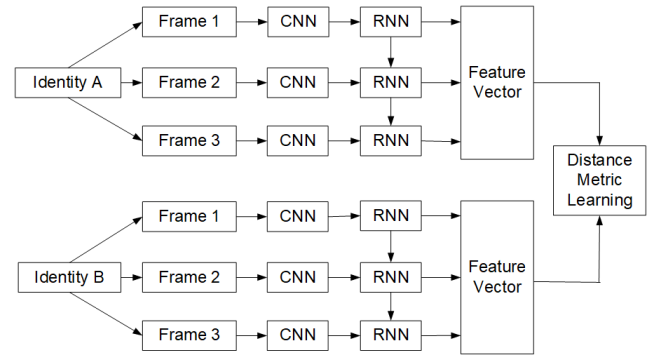 Frame 1 CNN RNN
Identity A Frame 2 CNN RNN Feature
Vector
Frame 3 CNN RNN
Distance
Metric
Learning
Frame 1 CNN RNN
Identity B Frame 2 CNN RNN Feature
Vector
Frame 3 CNN RNN